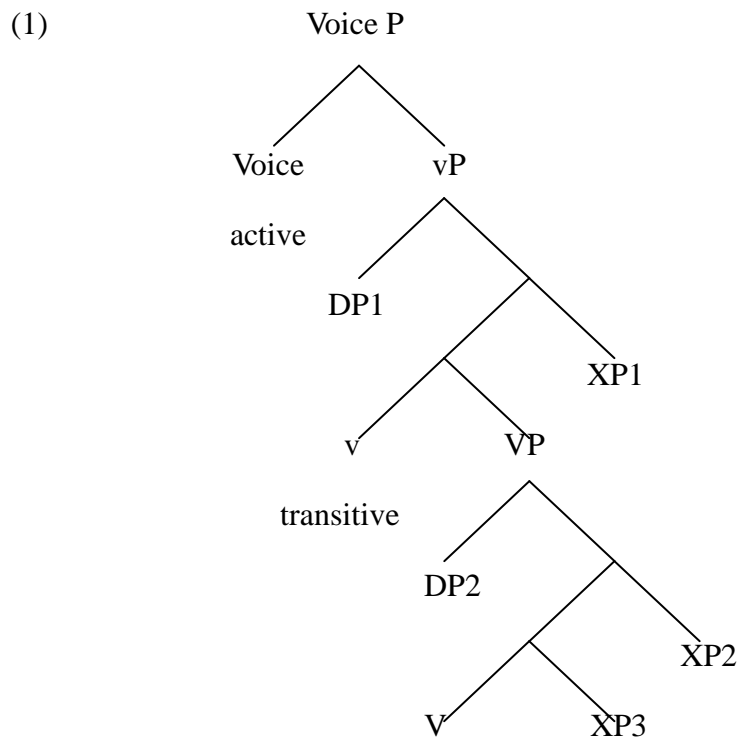 (1) Voice P
Voice vP
active
DP1
XP1
v VP
transitive
DP2
XP2
V XP3